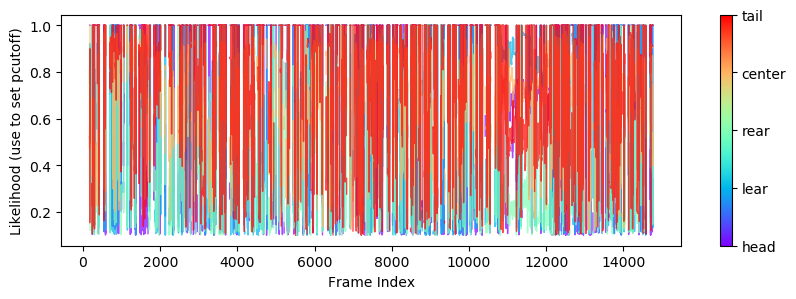 Likelihood (use to set pcutoff)
1.0
0.8
0.6
0.4
0.2
0
2000
4000
6000
8000
10000
12000
14000
Frame Index
tail
center
rear
lear
head